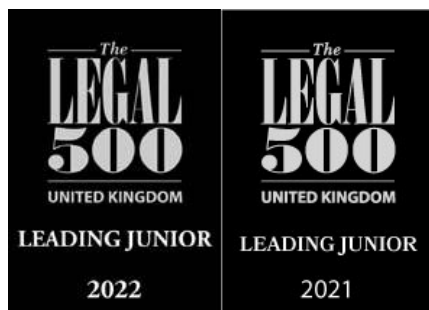 The
LEGAL
500
UNITED KINGDOM
LEADING JUNIOR
2022
The
LEGAL
500
UNITED KINGDOM
LEADING JUNIOR
2021